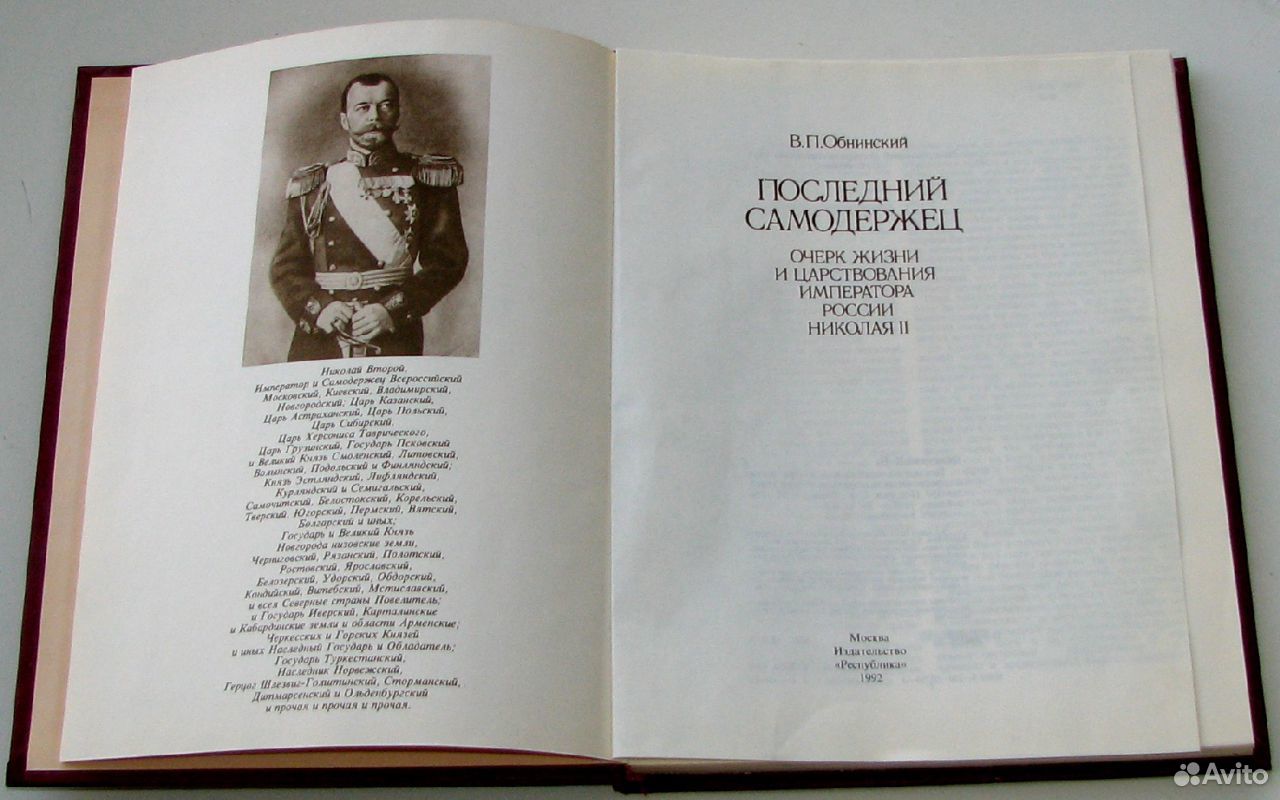 Николай Второй,
Император и Самодержец Всероссийский
Московский, Киевский, Владимирский,
Новгородский; Царь Казанский,
Царь Астраханский, Царь Польский,
Царь Сибирский,
Царь Херсониса Таврического,
Царь Грузинский, Государь Псковский
и Великий Князь Смоленский, Литовский,
Волынский, Подольский и Финляндский;
Князь Эстляндский, Лифляндский,
Курляндский и Семигальский,
Самочитский, Белостокский, Корельский,
Тверский, Югорский, Пермский, Вятский,
Болгарский и иных;
Государь и Великий Князь
Новгорода низовские земли,
Черниговский, Рязанский, Полотский,
Ростовский, Ярославский,
Белозерский, Удорский, Обдорский,
Кондийский, Витебский, Мстиславский,
и всея Северные страны Повелитель;
и Государь Иверский, Карталинские
и Кабардинские земли и области Арменские;
Черкесских и Горских Князей
и иных Наследный Государь и Обладатель;
Государь Туркестанский,
Наследник Норвежский,
Герцог Шлезвиг-Голштинский, Сторманский,
Дитмарсенский и Ольденбургский
и прочая и прочая и прочая.
В.П.Обнинский
ПОСЛЕДНИЙ
САМОДЕРЖЕЦ
ОЧЕРК ЖИЗНИ
И ЦАРСТВОВАНИЯ
ИМПЕРАТОРА
РОССИИ
НИКОЛАЯ II
Москва
Издательство
«Республика»
1992
Avito